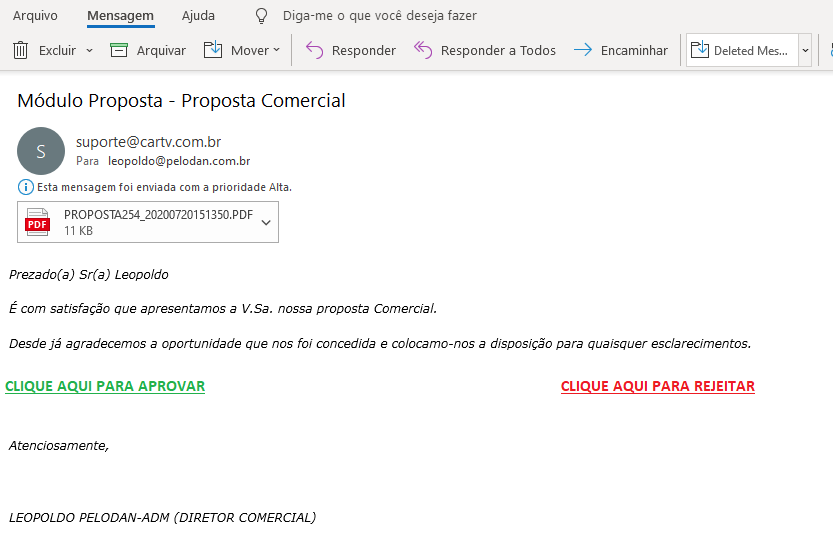 Arquivo Mensagem Ajuda Diga-me o que você deseja fazer
Excluir Arquivar Mover Responder Responder a Todos Encaminhar Deleted Mes...
Módulo Proposta - Proposta Comercial
S
suporte@cartv.com.br
Para leopoldo@pelodan.com.br
Esta mensagem foi enviada com a prioridade Alta.
PDF
PROPOSTA254_20200720151350.PDF
11 KB
Prezado(a) Sr(a) Leopoldo
É com satisfação que apresentamos a V.Sa. nossa proposta Comercial.
Desde já agradecemos a oportunidade que nos foi concedida e colocamo-nos a disposição para quaisquer esclarecimentos.
CLIQUE AQUI PARA APROVAR CLIQUE AQUI PARA REJEITAR
Atenciosamente,
LEOPOLDO PELODAN-ADM (DIRETOR COMERCIAL)